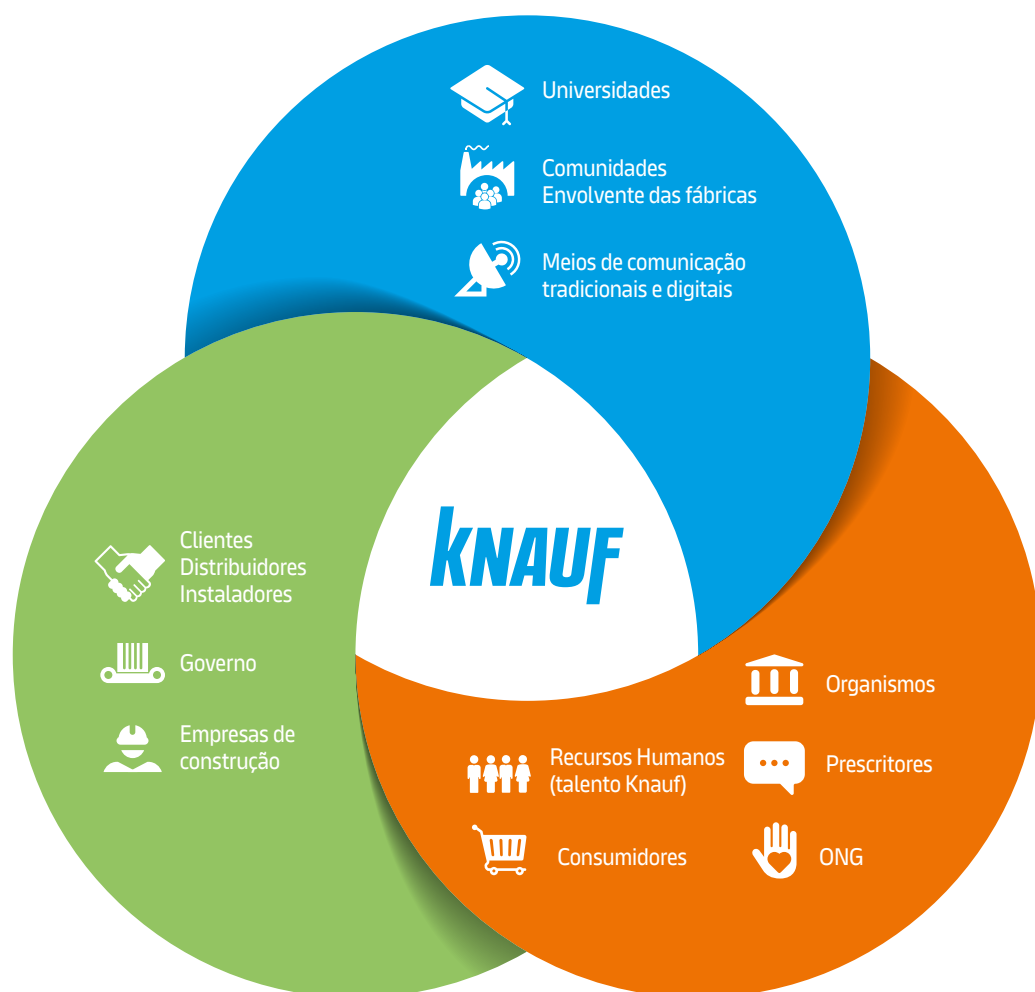 Universidades
Comunidades
Envolvente das fábricas
Meios de comunicação
tradicionais e digitais
KNAUF
Clientes
Distribuidores
Instaladores
Governo
Empresas de
construção
Organismos
Recursos Humanos
(talento Knauf)
Prescritores
Consumidores
ONG